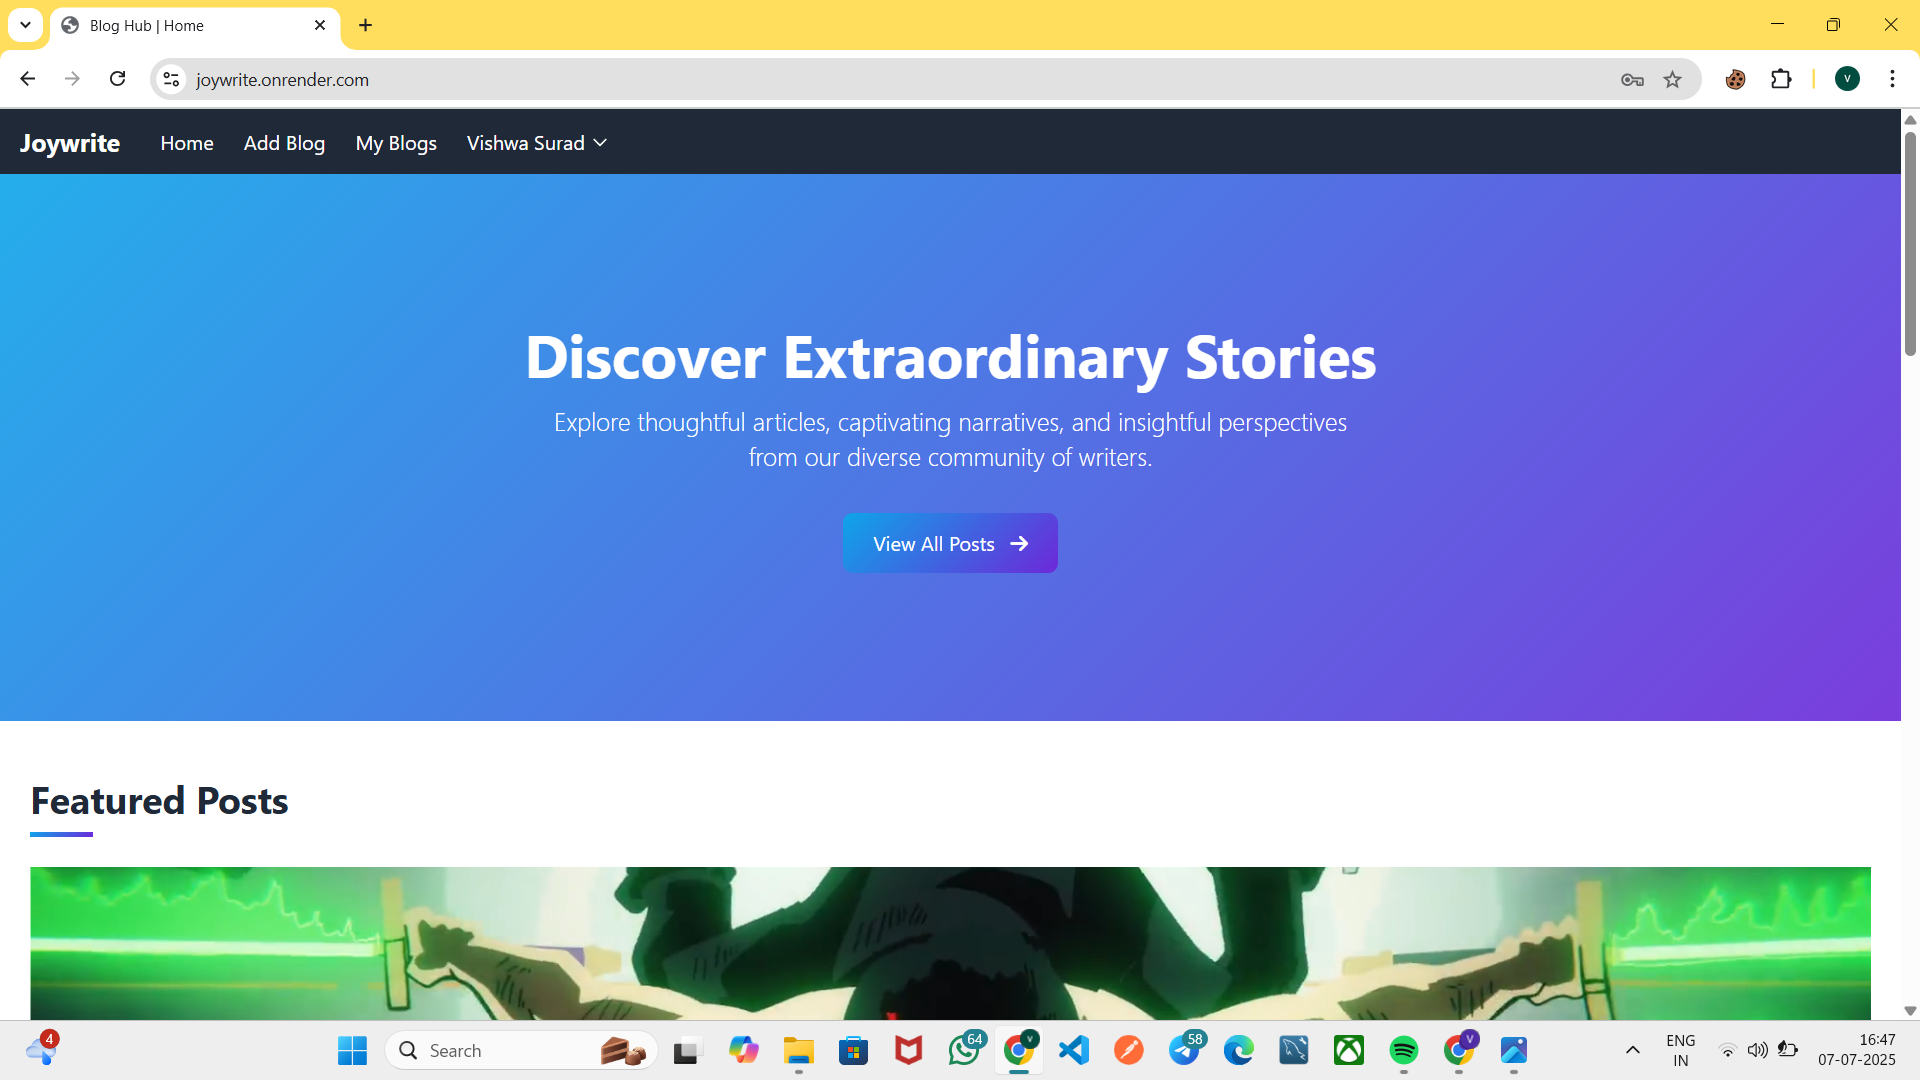 Blog Hub | Home
joywrite.onrender.com
V
Joywrite
Home
Add Blog
My Blogs
Vishwa Surad
Discover Extraordinary Stories
Explore thoughtful articles, captivating narratives, and insightful perspectives
from our diverse community of writers.
View All Posts
Featured Posts
4
Search
64
V
58
V
ENG
IN
16:47
07-07-2025